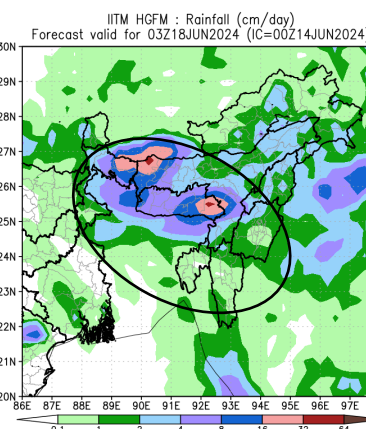 IITM HGFM : Rainfall (cm/day)
Forecast valid for 03Z18JUN2024 (IC=00Z14JUN2024)
30N
29N
28N
27N
26N
25N
24N
23N
22N
21N
20N
86E 87E 88E 89E 90E 91E 92E 93E 94E 95E 96E 97E
0.1 1 2 4 8 16 32 64